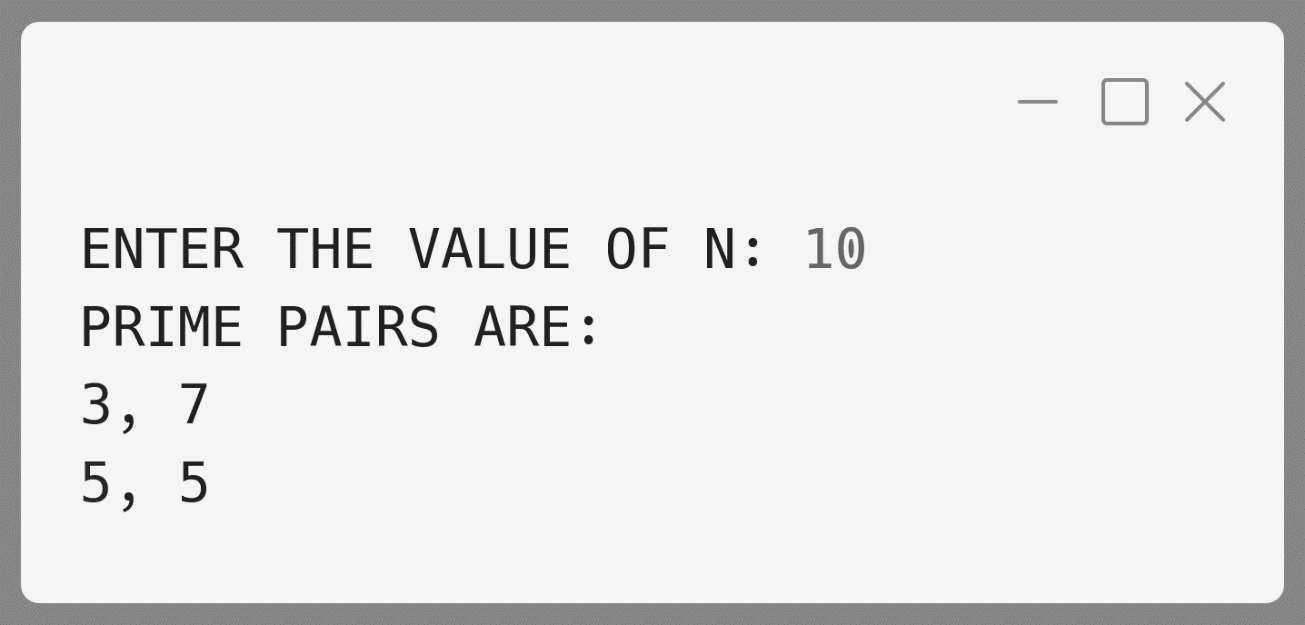 ENTER THE VALUE OF N: 10
PRIME PAIRS ARE:
3, 7
5, 5